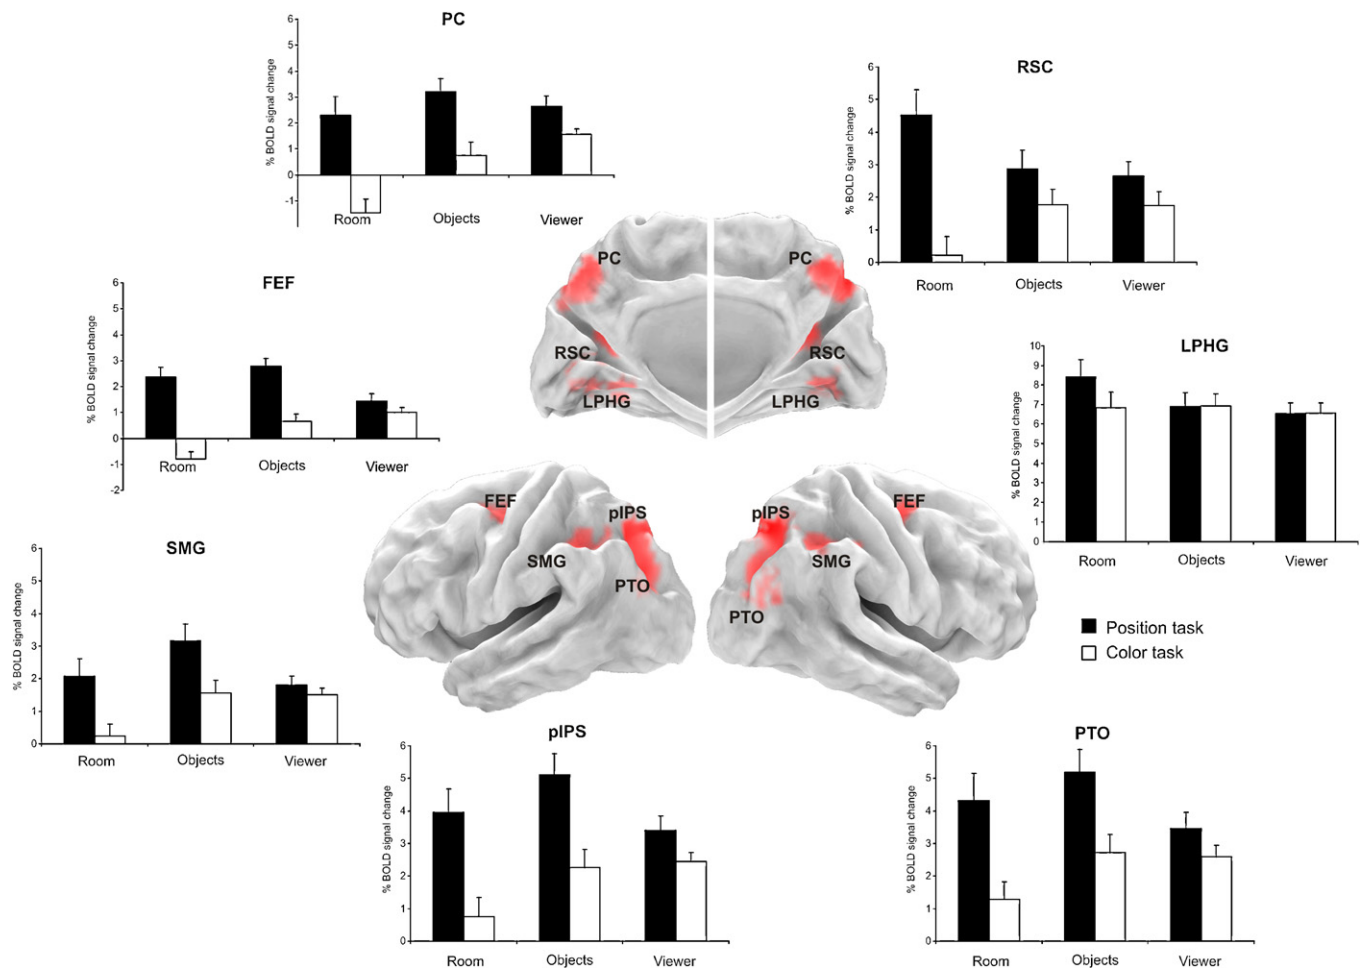 PC
% BOLD signal change
6
5
4
3
2
1
0
-1
Room Objects Viewer
RSC
% BOLD signal change
6
5
4
3
2
1
0
Room Objects Viewer
FEF
% BOLD signal change
6
5
4
3
2
1
0
-1
-2
Room Objects Viewer
PC PC
RSC RSC
LPHG LPHG
LPHG
% BOLD signal change
10
9
8
7
6
5
4
3
2
1
0
Room Objects Viewer
SMG
% BOLD signal change
6
5
4
3
2
1
0
Room Objects Viewer
FEF pIPS pIPS FEF
SMG SMG
PTO PTO
Position task
Color task
pIPS
% BOLD signal change
6
5
4
3
2
1
0
Room Objects Viewer
PTO
% BOLD signal change
6
5
4
3
2
1
0
Room Objects Viewer